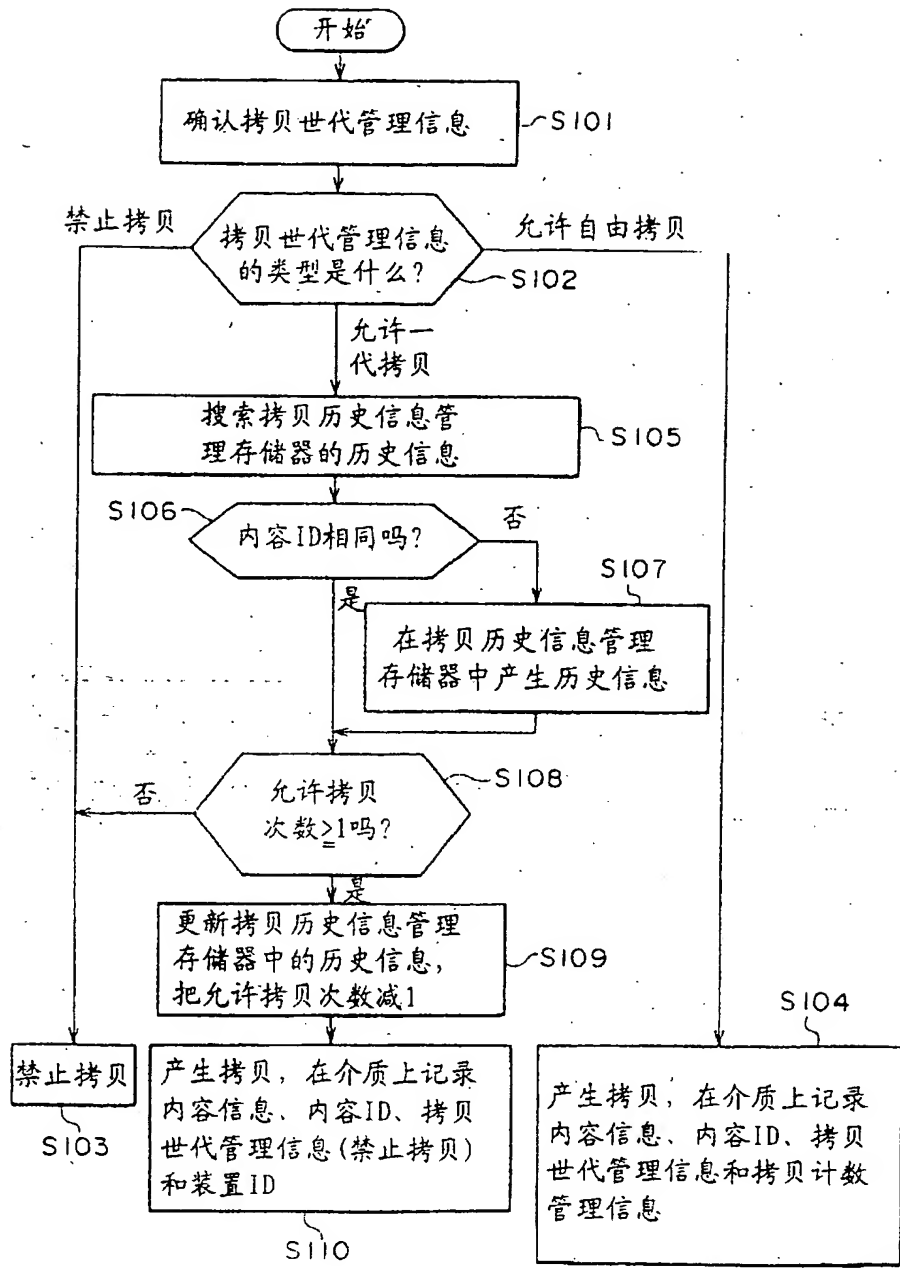 开始
确认拷贝世代管理信息
S101
禁止拷贝
拷贝世代管理信息
的类型是什么?
允许自由拷贝
S102
允许一
代拷贝
搜索拷贝历史信息管
理存储器的历史信息
S105
S106
内容ID相同吗?
否
S107
是
在拷贝历史信息管理
存储器中产生历史信息
S108
否
允许拷贝
次数≧1吗?
是
更新拷贝历史信息管理
存储器中的历史信息,
把允许拷贝次数减1
S109
S104
禁止拷贝
S103
产生拷贝, 在介质上记录
内容信息、内容ID、拷贝
世代管理信息(禁止拷贝)
和装置ID
S110
产生拷贝, 在介质上记录
内容信息、内容ID、拷贝
世代管理信息和拷贝计数
管理信息